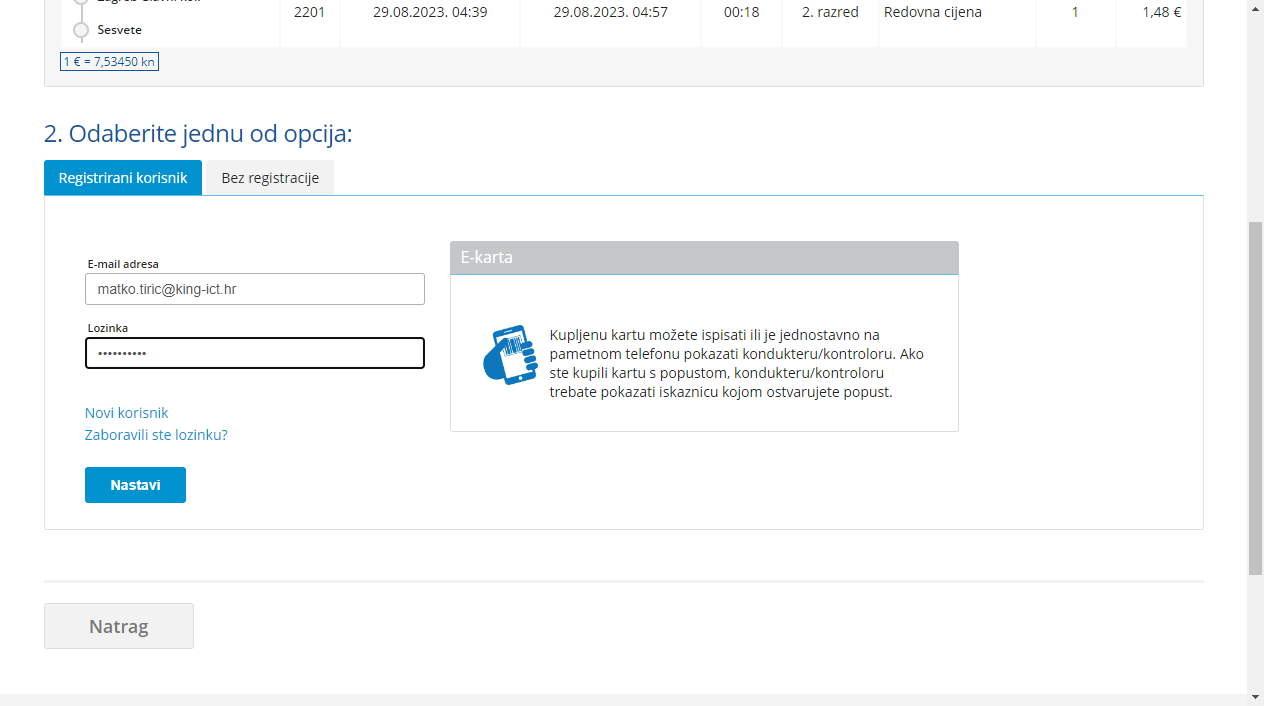 2201 29.08.2023. 04:39 29.08.2023. 04:57 00:18 2. razred Redovna cijena 1 1,48 €
Sesvete
1 € = 7,53450 kn
2. Odaberite jednu od opcija:
Registrirani korisnik Bez registracije
E-karta
E-mail adresa
matko.tiric@king-ict.hr
Lozinka
••••••••••
Kupljenu kartu možete ispisati ili je jednostavno na
pametnom telefonu pokazati kondukteru/kontroloru. Ako
ste kupili kartu s popustom, kondukteru/kontroloru
trebate pokazati iskaznicu kojom ostvarujete popust.
Novi korisnik
Zaboravili ste lozinku?
Nastavi
Natrag